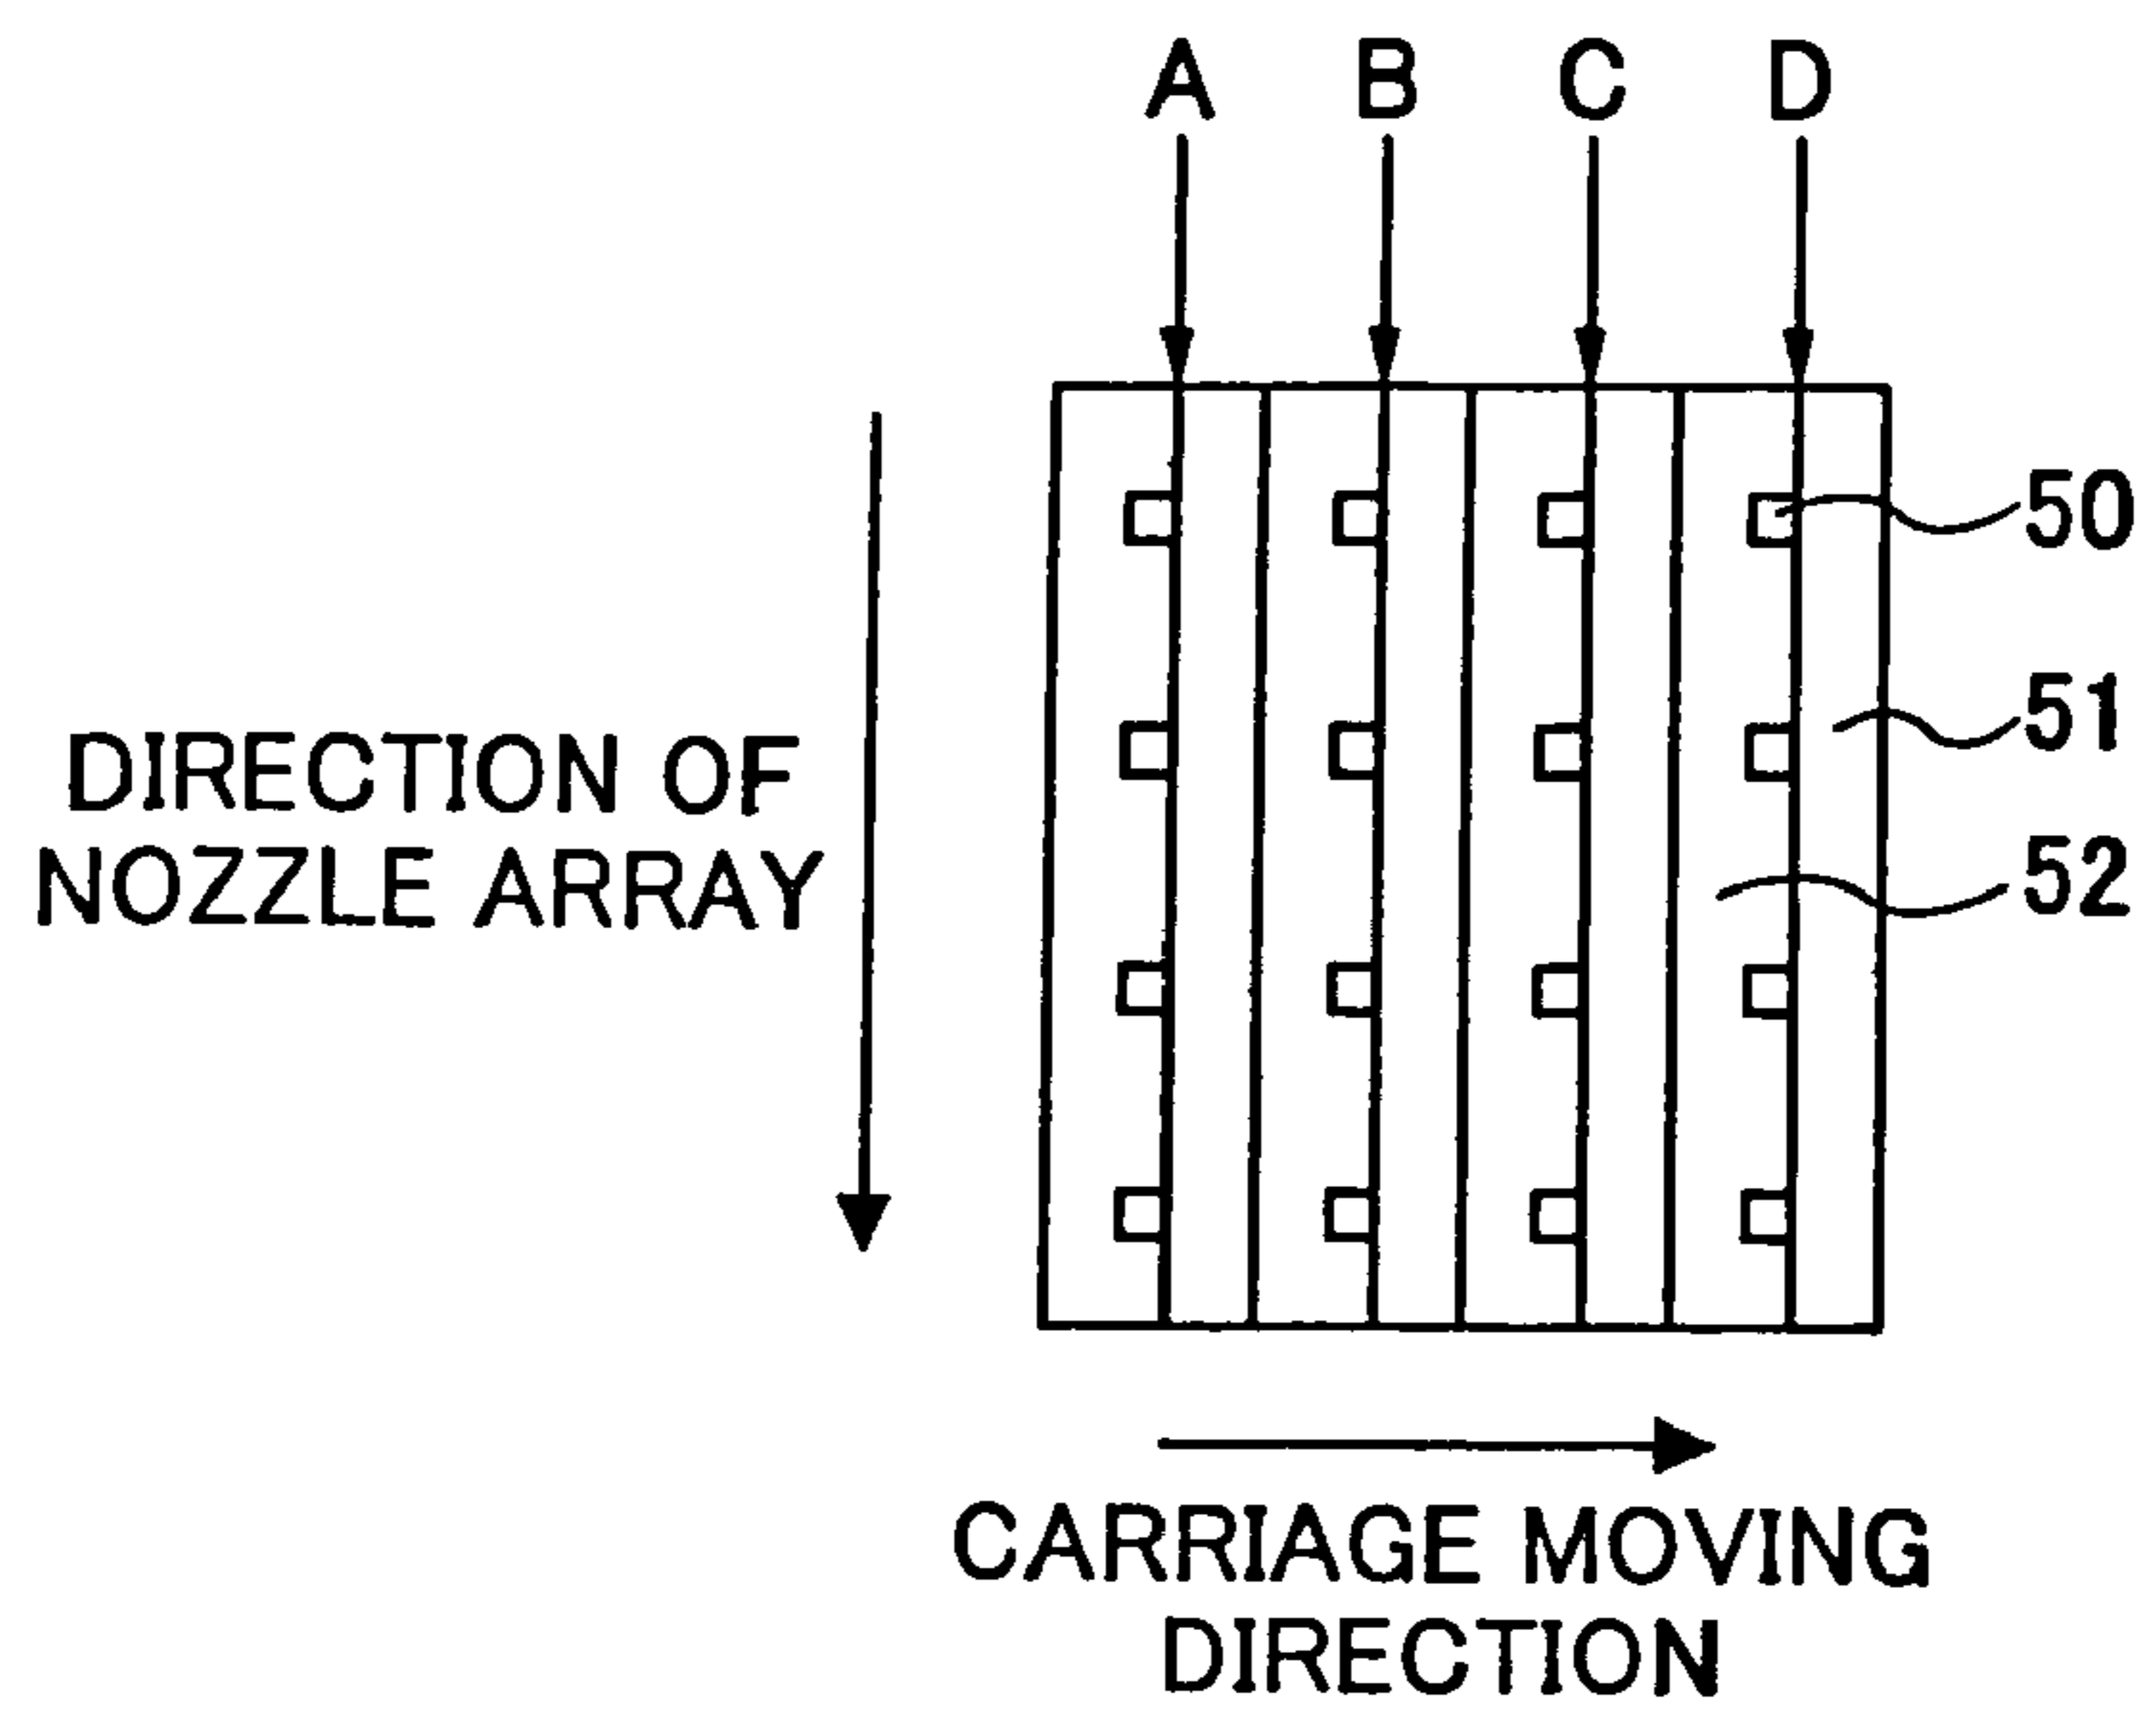 A B C D
50
51
DIRECTION OF
NOZZLE ARRAY
52
CARRIAGE MOVING
DIRECTION